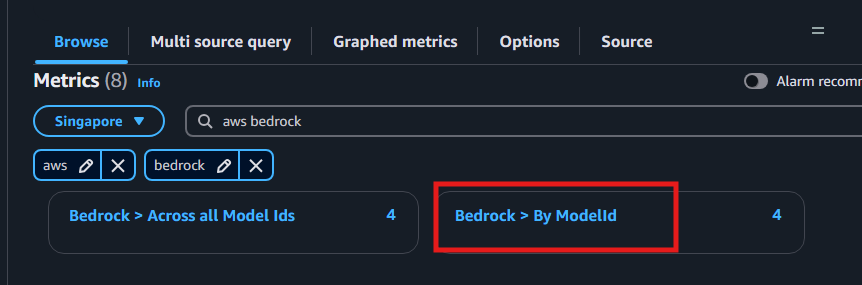 Browse Multi source query Graphed metrics Options Source
Metrics (8) Info
Alarm recom
Singapore
aws bedrock
aws bedrock
Bedrock > Across all Model Ids 4
Bedrock > By ModelId 4